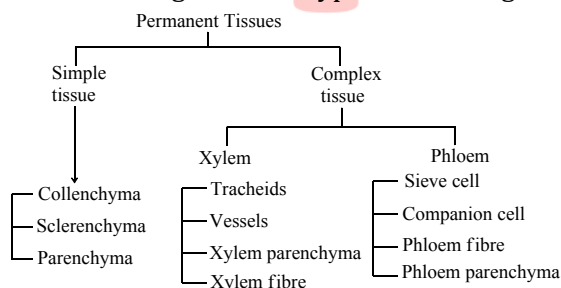 Permanent Tissues
Simple
tissue
Complex
tissue
Xylem
Phloem
Collenchyma
Sclerenchyma
Parenchyma
Tracheids
Vessels
Xylem parenchyma
Xylem fibre
Sieve cell
Companion cell
Phloem fibre
Phloem parenchyma